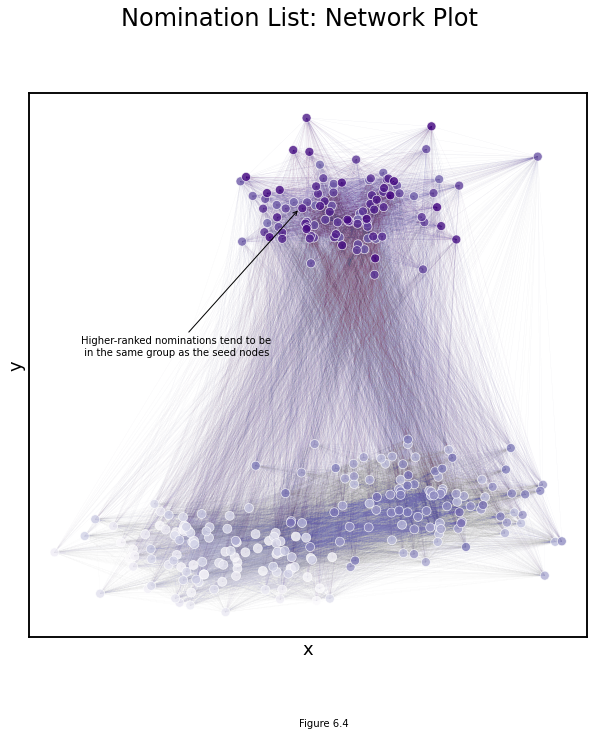 Nomination List: Network Plot
Higher-ranked nominations tend to be
in the same group as the seed nodes
y
x
Figure 6.4